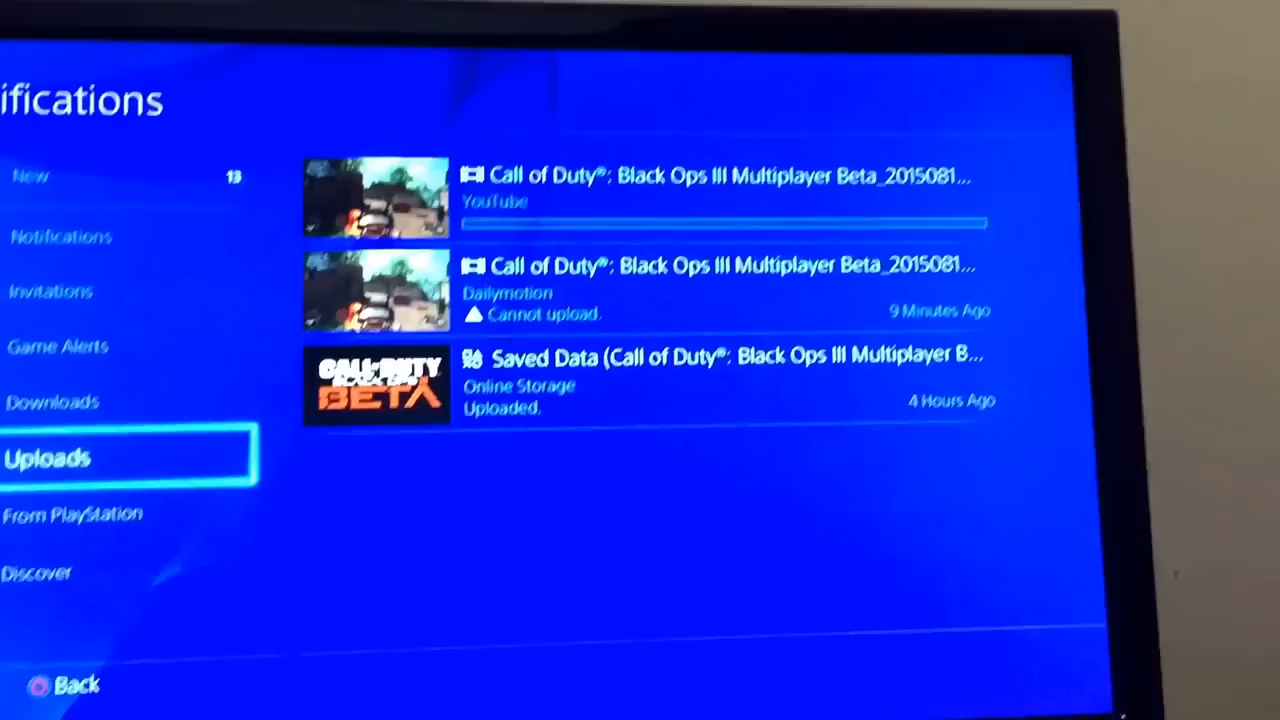 ifications
New 13
Notifications
Invitations
Game Alerts
Downloads
Uploads
From PlayStation
Discover
Call of Duty®: Black Ops III Multiplayer Beta_2015081...
YouTube
Call of Duty®: Black Ops III Multiplayer Beta_2015081...
Dailymotion
Cannot upload. 9 Minutes Ago
CALL OF DUTY
BLACK OPS
BETA
Saved Data (Call of Duty®: Black Ops III Multiplayer B...
Online Storage
Uploaded. 4 Hours Ago
Back